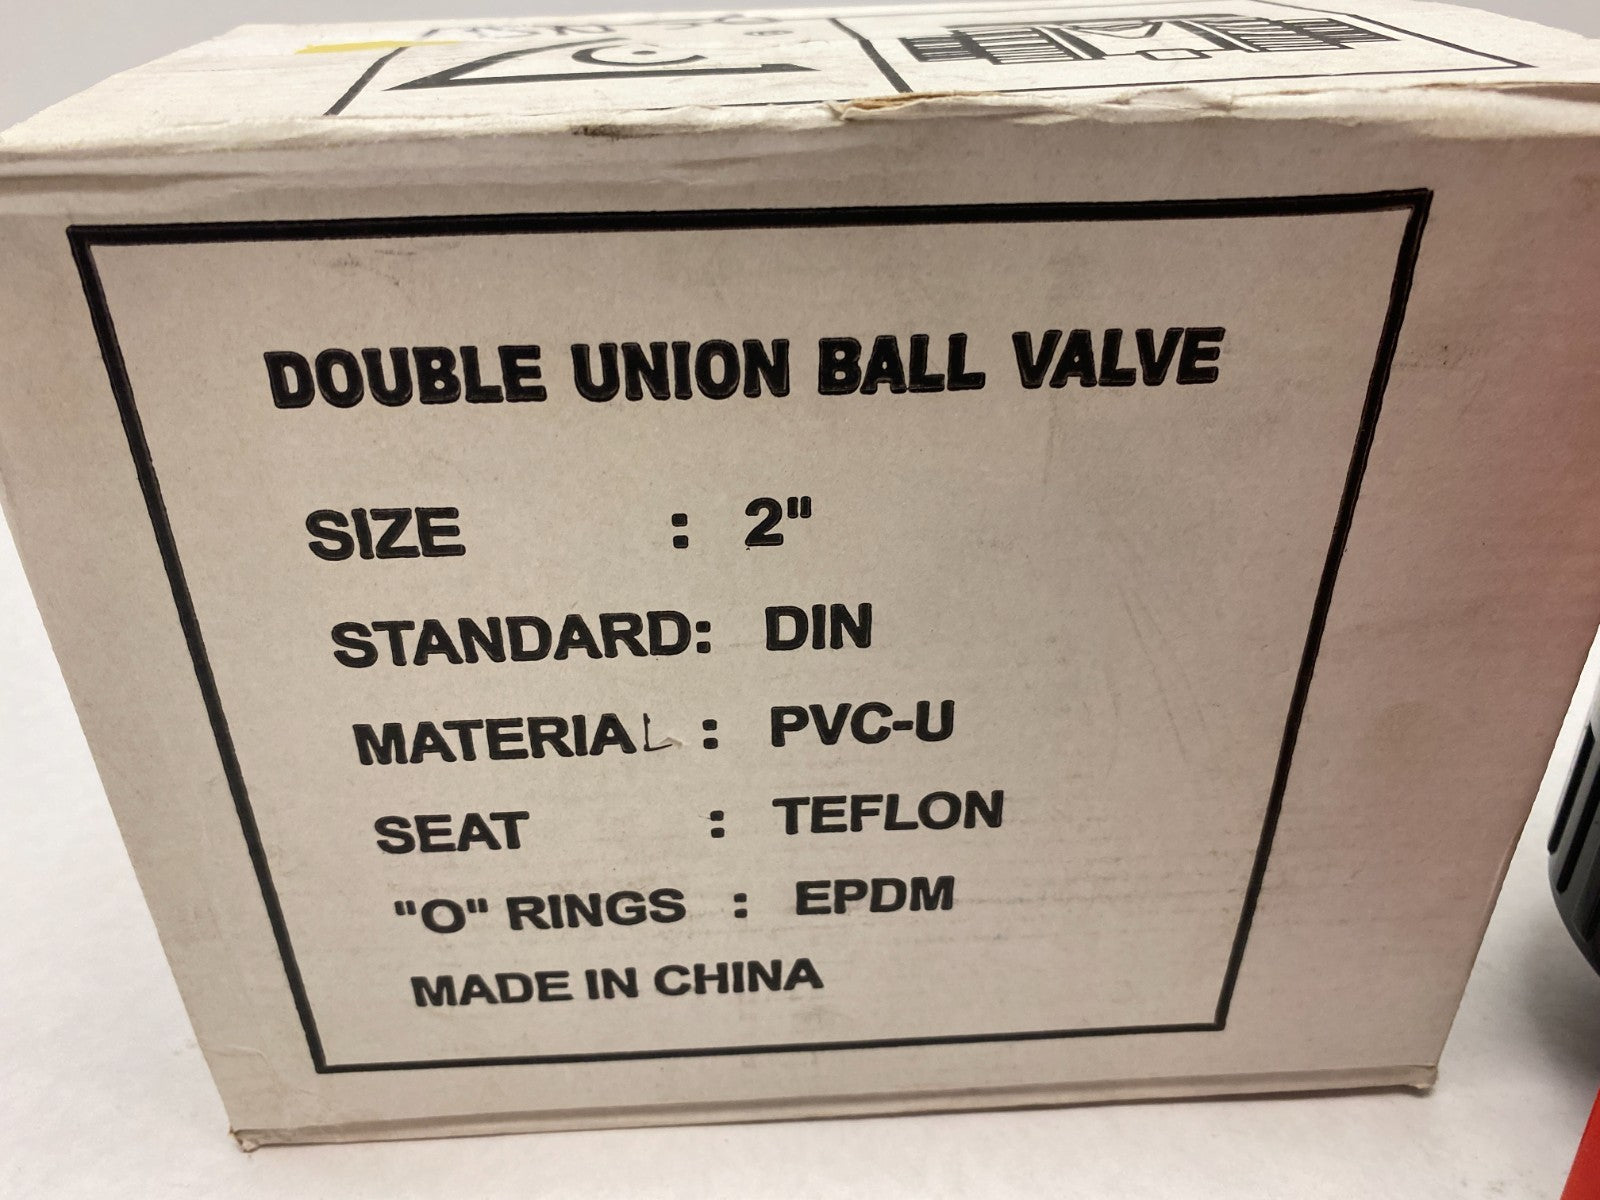 DOUBLE UNION BALL VALVE
SIZE : 2"
STANDARD: DIN
MATERIAL : PVC-U
SEAT : TEFLON
"O" RINGS : EPDM
MADE IN CHINA